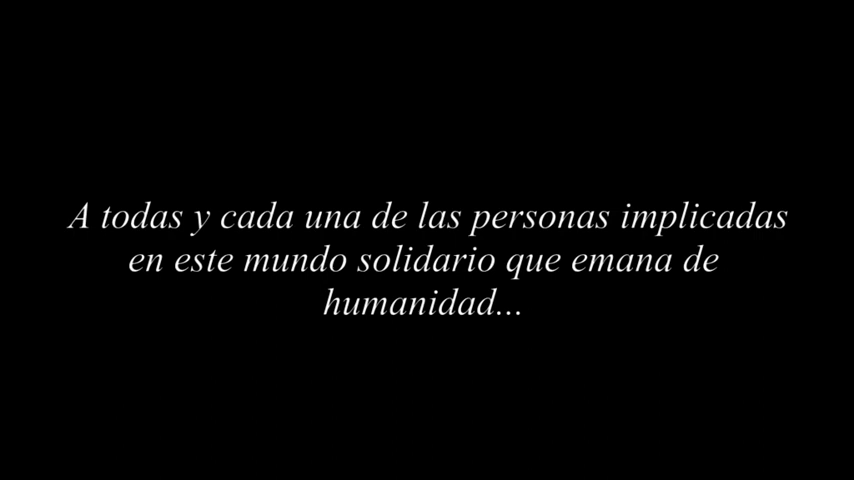 A todas y cada una de las personas implicadas
en este mundo solidario que emana de
humanidad...